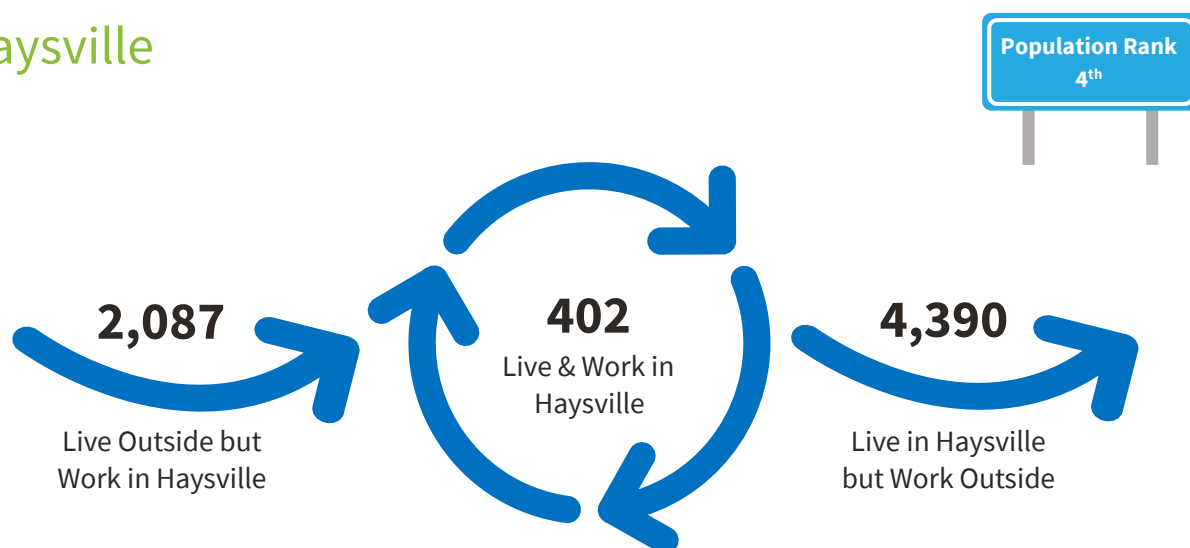 aysville
Population Rank
4th
2,087
Live Outside but
Work in Haysville
402
Live & Work in
Haysville
4,390
Live in Haysville
but Work Outside